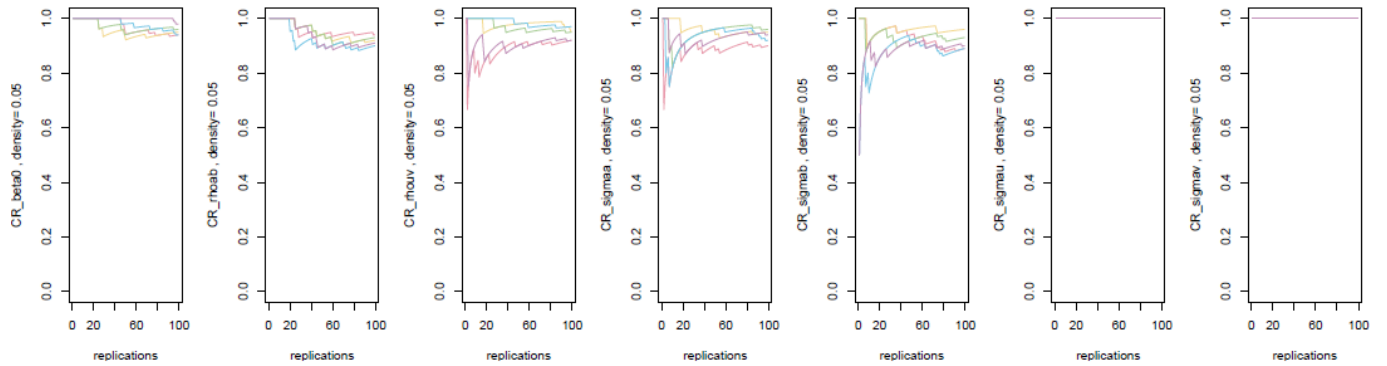 CR_beta0 , density= 0.05
0.0 0.2 0.4 0.6 0.8 1.0
0 20 60 100
replications
CR_rhoab , density= 0.05
0.0 0.2 0.4 0.6 0.8 1.0
0 20 60 100
replications
CR_rhouv , density= 0.05
0.0 0.2 0.4 0.6 0.8 1.0
0 20 60 100
replications
CR_sigmaa , density= 0.05
0.0 0.2 0.4 0.6 0.8 1.0
0 20 60 100
replications
CR_sigmab , density= 0.05
0.0 0.2 0.4 0.6 0.8 1.0
0 20 60 100
replications
CR_sigmau , density= 0.05
0.0 0.2 0.4 0.6 0.8 1.0
0 20 60 100
replications
CR_sigmav , density= 0.05
0.0 0.2 0.4 0.6 0.8 1.0
0 20 60 100
replications